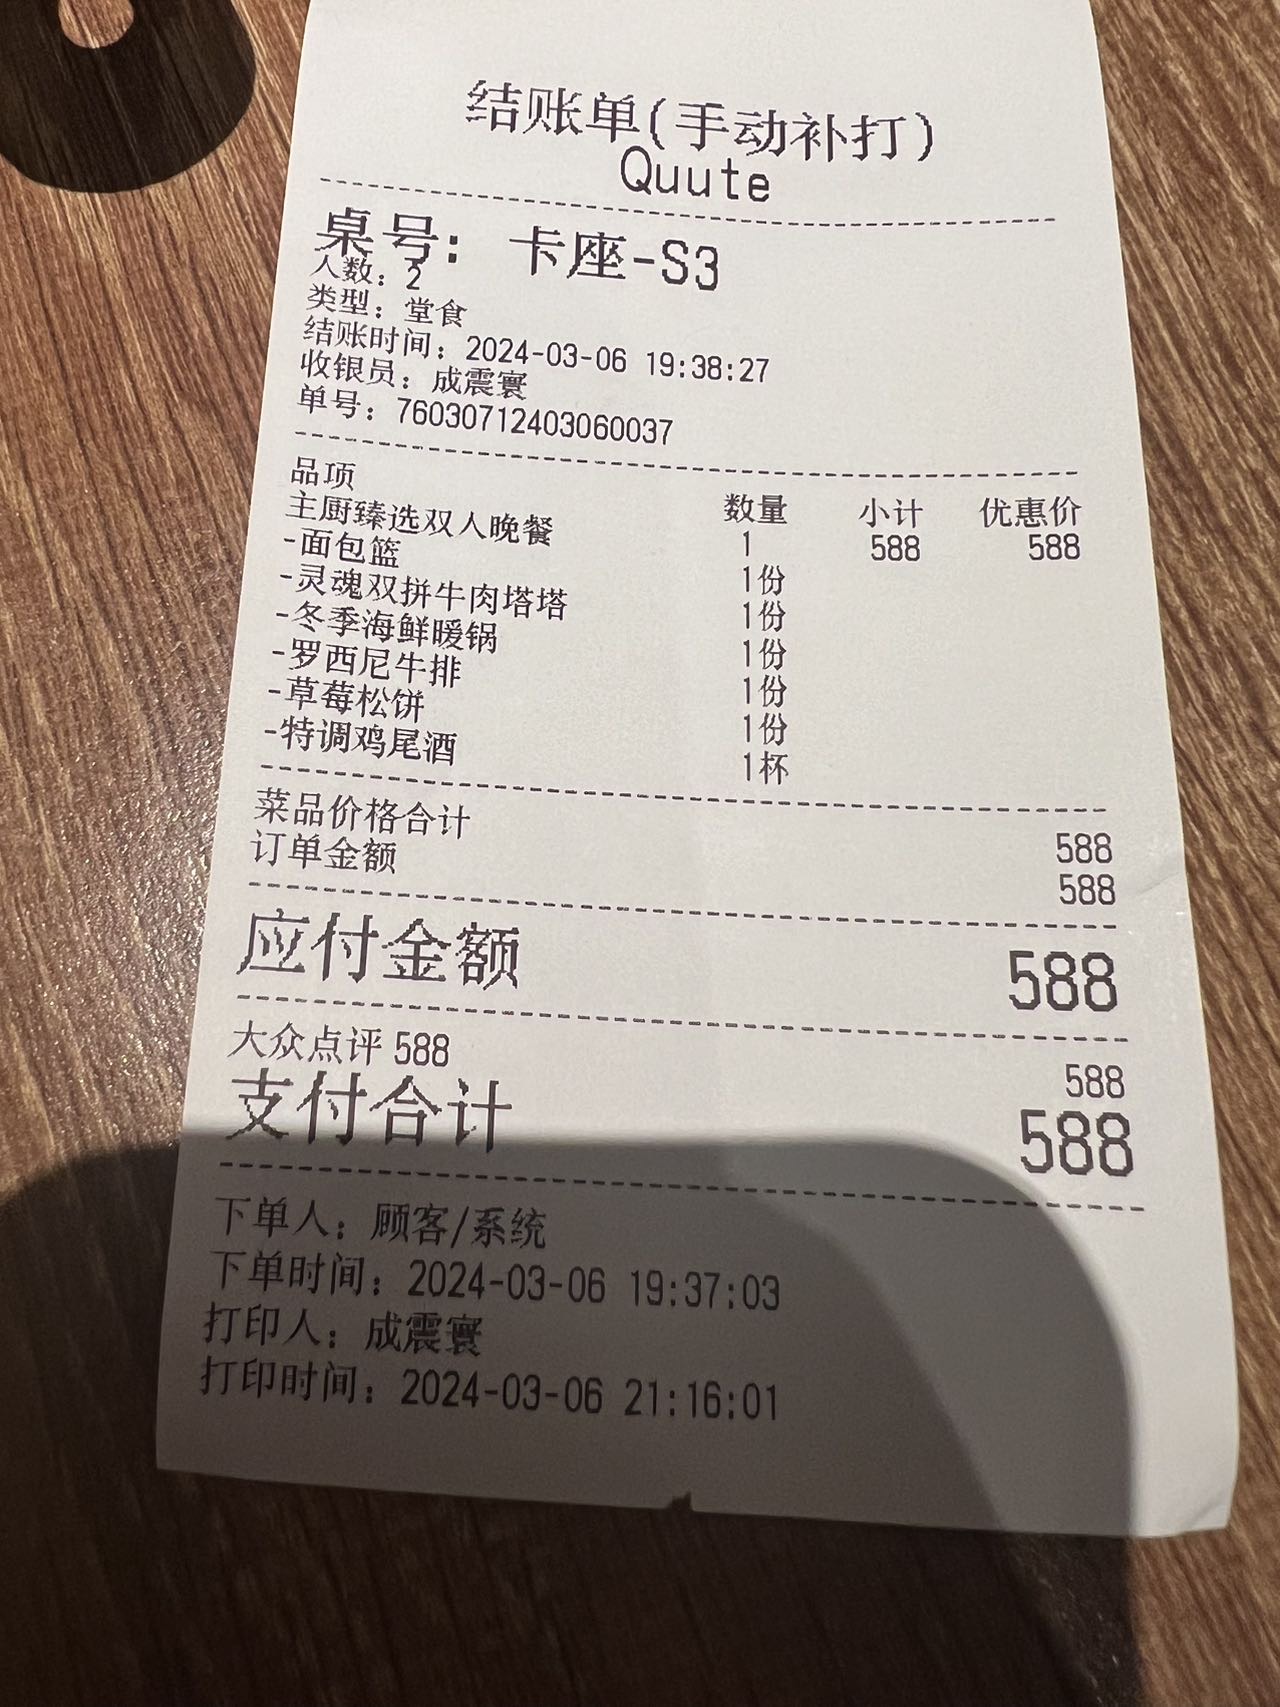 结账单(手动补打)
Quute
桌号: 卡座-S3
人数: 2
类型: 堂食
结账时间: 2024-03-06 19:38:27
收银员: 成震寰
单号: 76030712403060037
品项 数量 小计 优惠价
主厨臻选双人晚餐 1 588 588
-面包篮 1份
-灵魂双拼牛肉塔塔 1份
-冬季海鲜暖锅 1份
-罗西尼牛排 1份
-草莓松饼 1份
-特调鸡尾酒 1杯
菜品价格合计 588
订单金额 588
应付金额 588
大众点评 588 588
支付合计 588
下单人: 顾客/系统
下单时间: 2024-03-06 19:37:03
打印人: 成震寰
打印时间: 2024-03-06 21:16:01